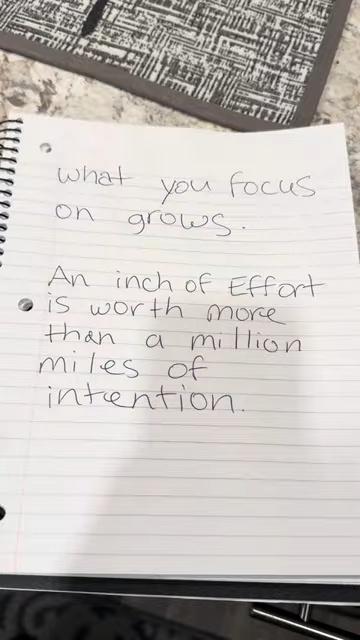 what you focus
on grows.
An inch of Effort
is worth more
than a million
miles of
intention.